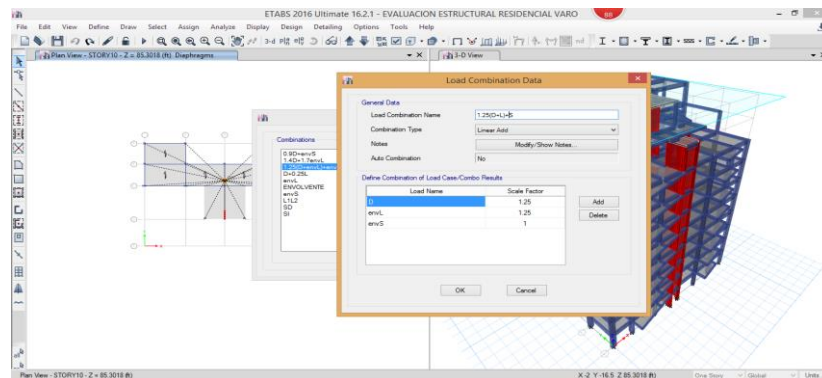 ETABS 2016 Ultimate 16.2.1 - EVALUACION ESTRUCTURAL RESIDENCIAL VARO
File Edit View Define Draw Select Assign Analyze Display Design Detailing Options Tools Help
Plan View - STORY10 - Z = 85.3018 (ft) Diaphragms
3-D View
Load Combination Data
General Data
Load Combination Name 1.25(D+L)+S
Combination Type Linear Add
Notes Modify/Show Notes...
Auto Combination No
Define Combination of Load Case/Combo Results
Load Name Scale Factor
D 1.25
envL 1.25
envS 1
Add
Delete
OK Cancel
Combinations
0.9D+envS
1.4D+1.7envL
D+0.25L
envL
ENVOLVENTE
envS
L1L2
SD
SI
Plan View - STORY10 - Z = 85.3018 (ft)
X -2 Y -16.5 Z 85.3018 (ft)
One Story Global Units...